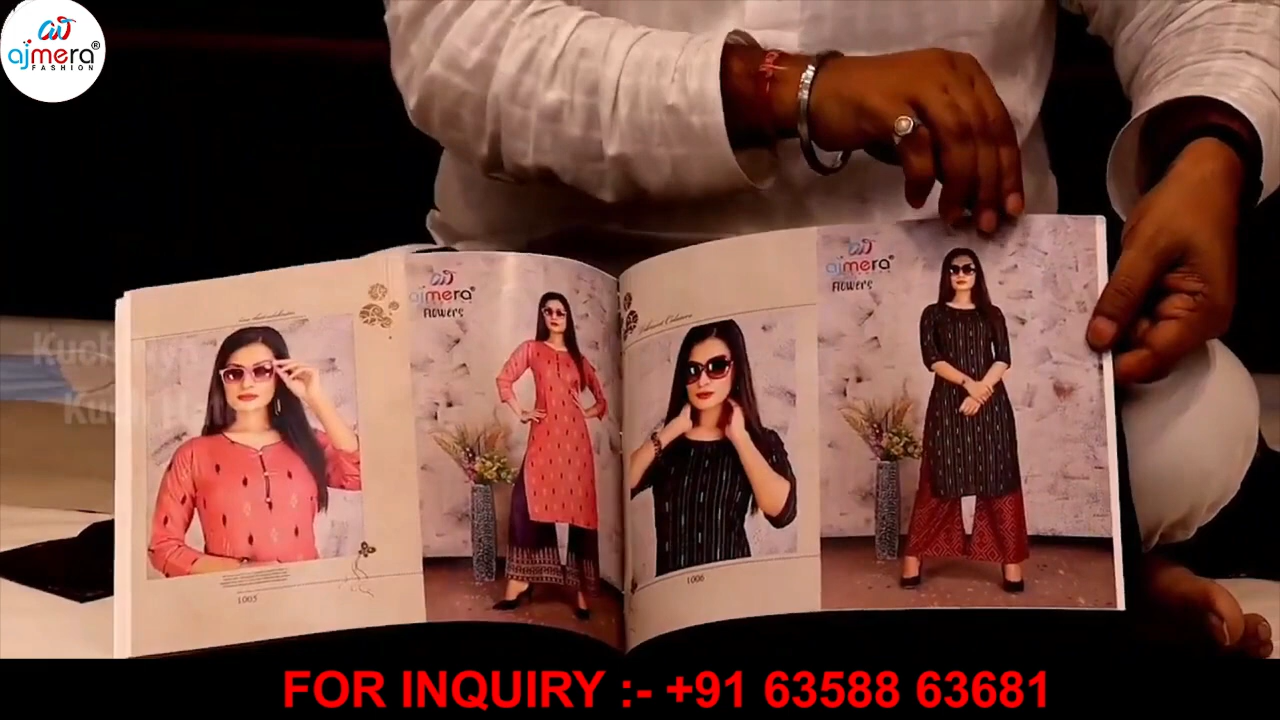 ajmera®
FASHION
ajmera®
FLOWERS
1005
ajmera®
FLOWERS
1006
FOR INQUIRY :- +91 63588 63681